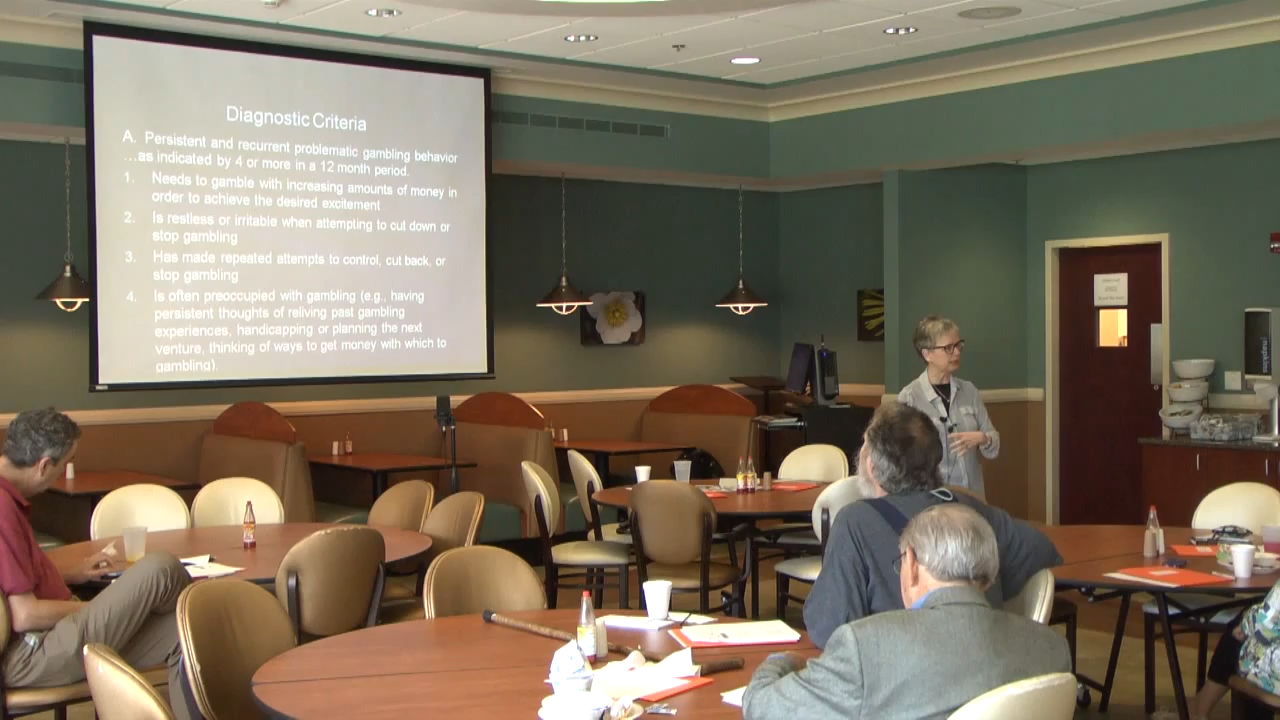 Diagnostic Criteria
A. Persistent and recurrent problematic gambling behavior
...as indicated by 4 or more in a 12 month period.
1. Needs to gamble with increasing amounts of money in
order to achieve the desired excitement
2. Is restless or irritable when attempting to cut down or
stop gambling
3. Has made repeated attempts to control, cut back, or
stop gambling
4. Is often preoccupied with gambling (e.g., having
persistent thoughts of reliving past gambling
experiences, handicapping or planning the next
venture, thinking of ways to get money with which to
gambling).
napkins